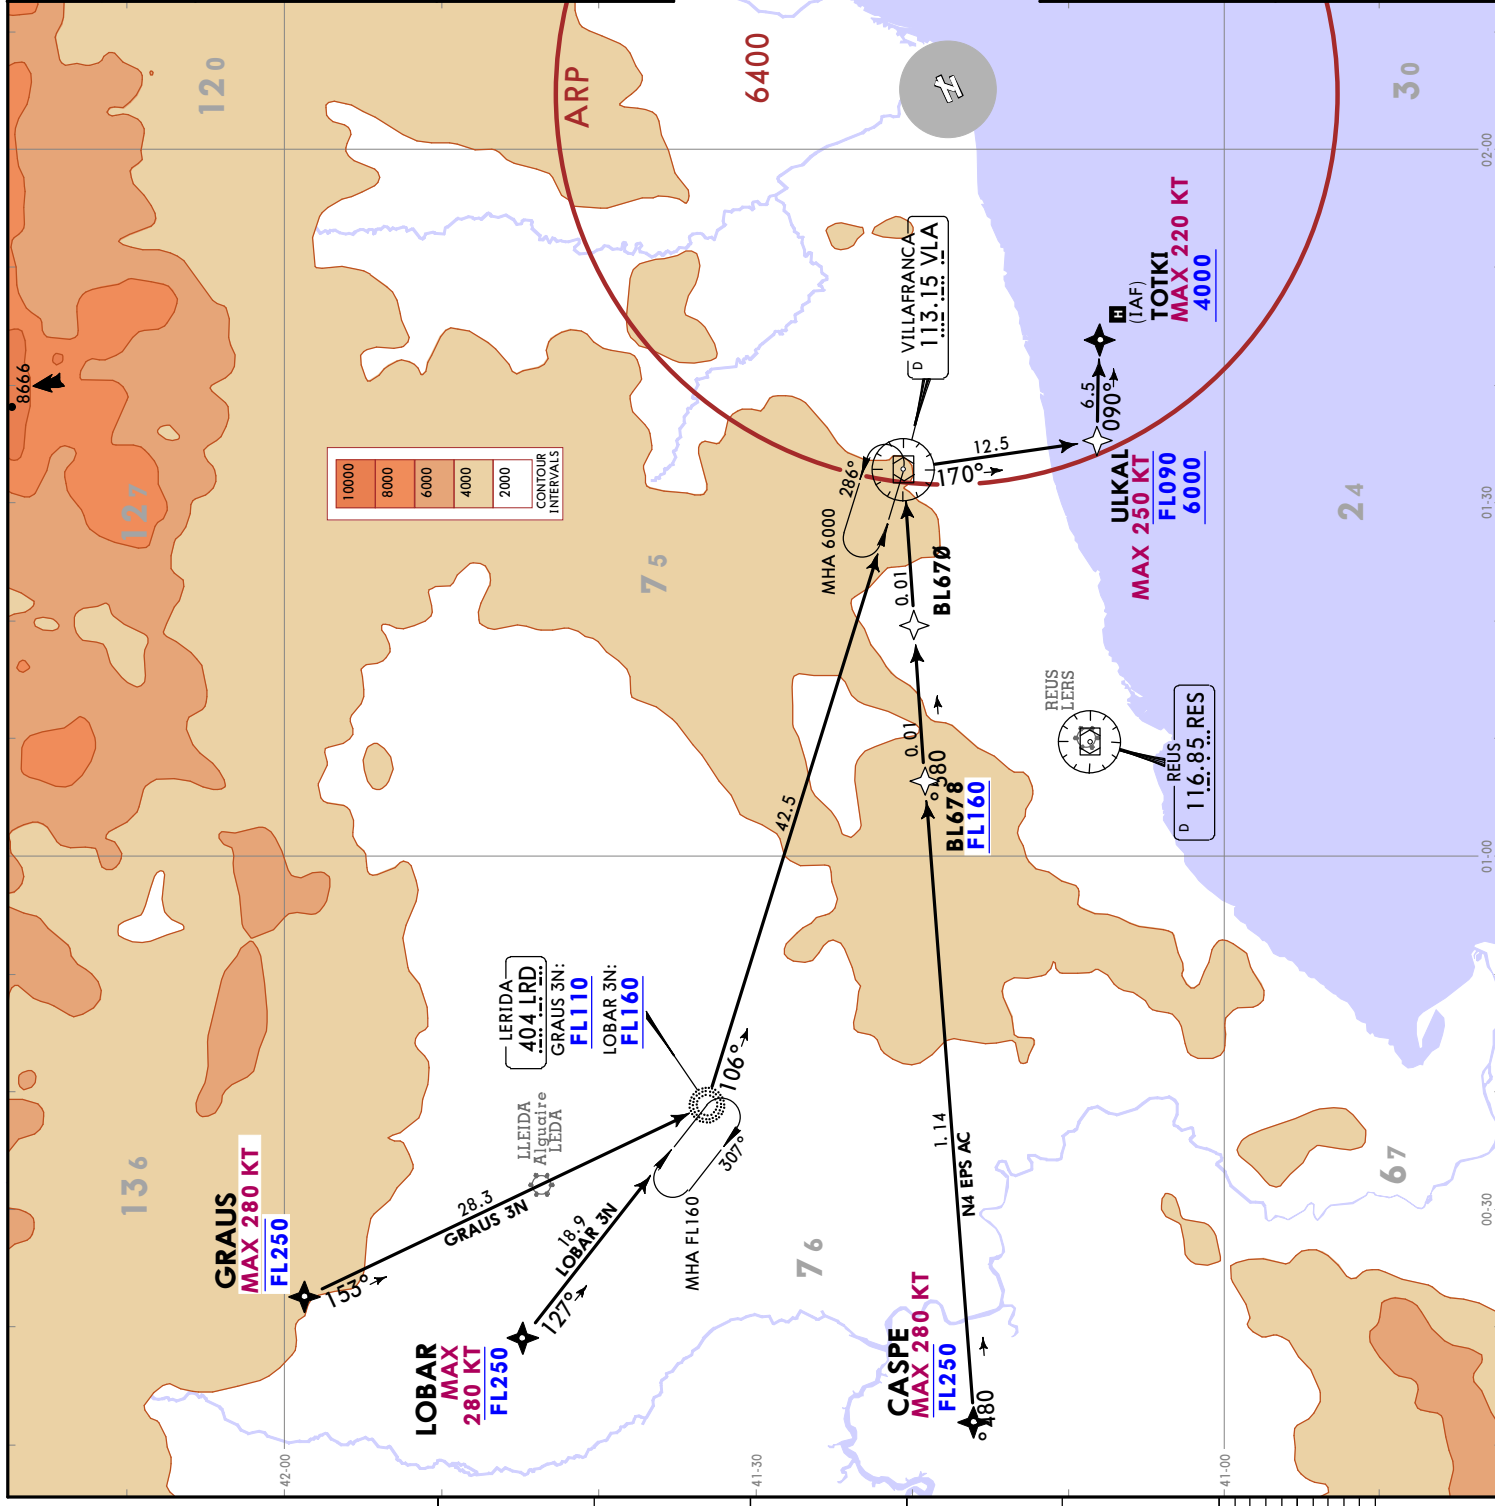 120
ARP
6400
30
02-00
8666
127
10000
8000
6000
4000
2000
CONTOUR
INTERVALS
D
VILLAFRANCA
113.15 VLA
H
(IAF)
TOTKI
MAX 220 KT
4000
6.5
090°
12.5
170°
286°
MHA 6000
ULKAL
MAX 250 KT
FL090
6000
24
01-30
75
0.01
BL670
0.01
°580
BL678
FL160
REUS
LERS
D
REUS
116.85 RES
42.5
01-00
LERIDA
404 LRD
GRAUS 3N:
FL110
LOBAR 3N:
FL160
106°
LLEIDA
Alguaire
LEDA
136
GRAUS
MAX 280 KT
FL250
153°
28.3
GRAUS 3N
18.9
LOBAR 3N
127°
307°
MHA FL160
LOBAR
MAX
280 KT
FL250
1.14
N4 EPS AC
76
67
00-30
CASPE
MAX 280 KT
FL250
°480
42-00
41-30
41-00